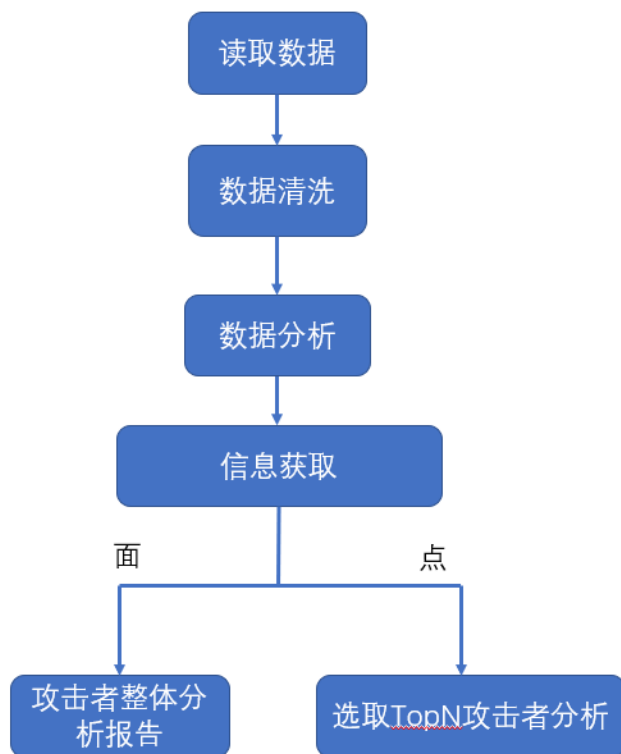 读取数据
数据清洗
数据分析
信息获取
面
点
攻击者整体分
析报告
选取TopN攻击者分析